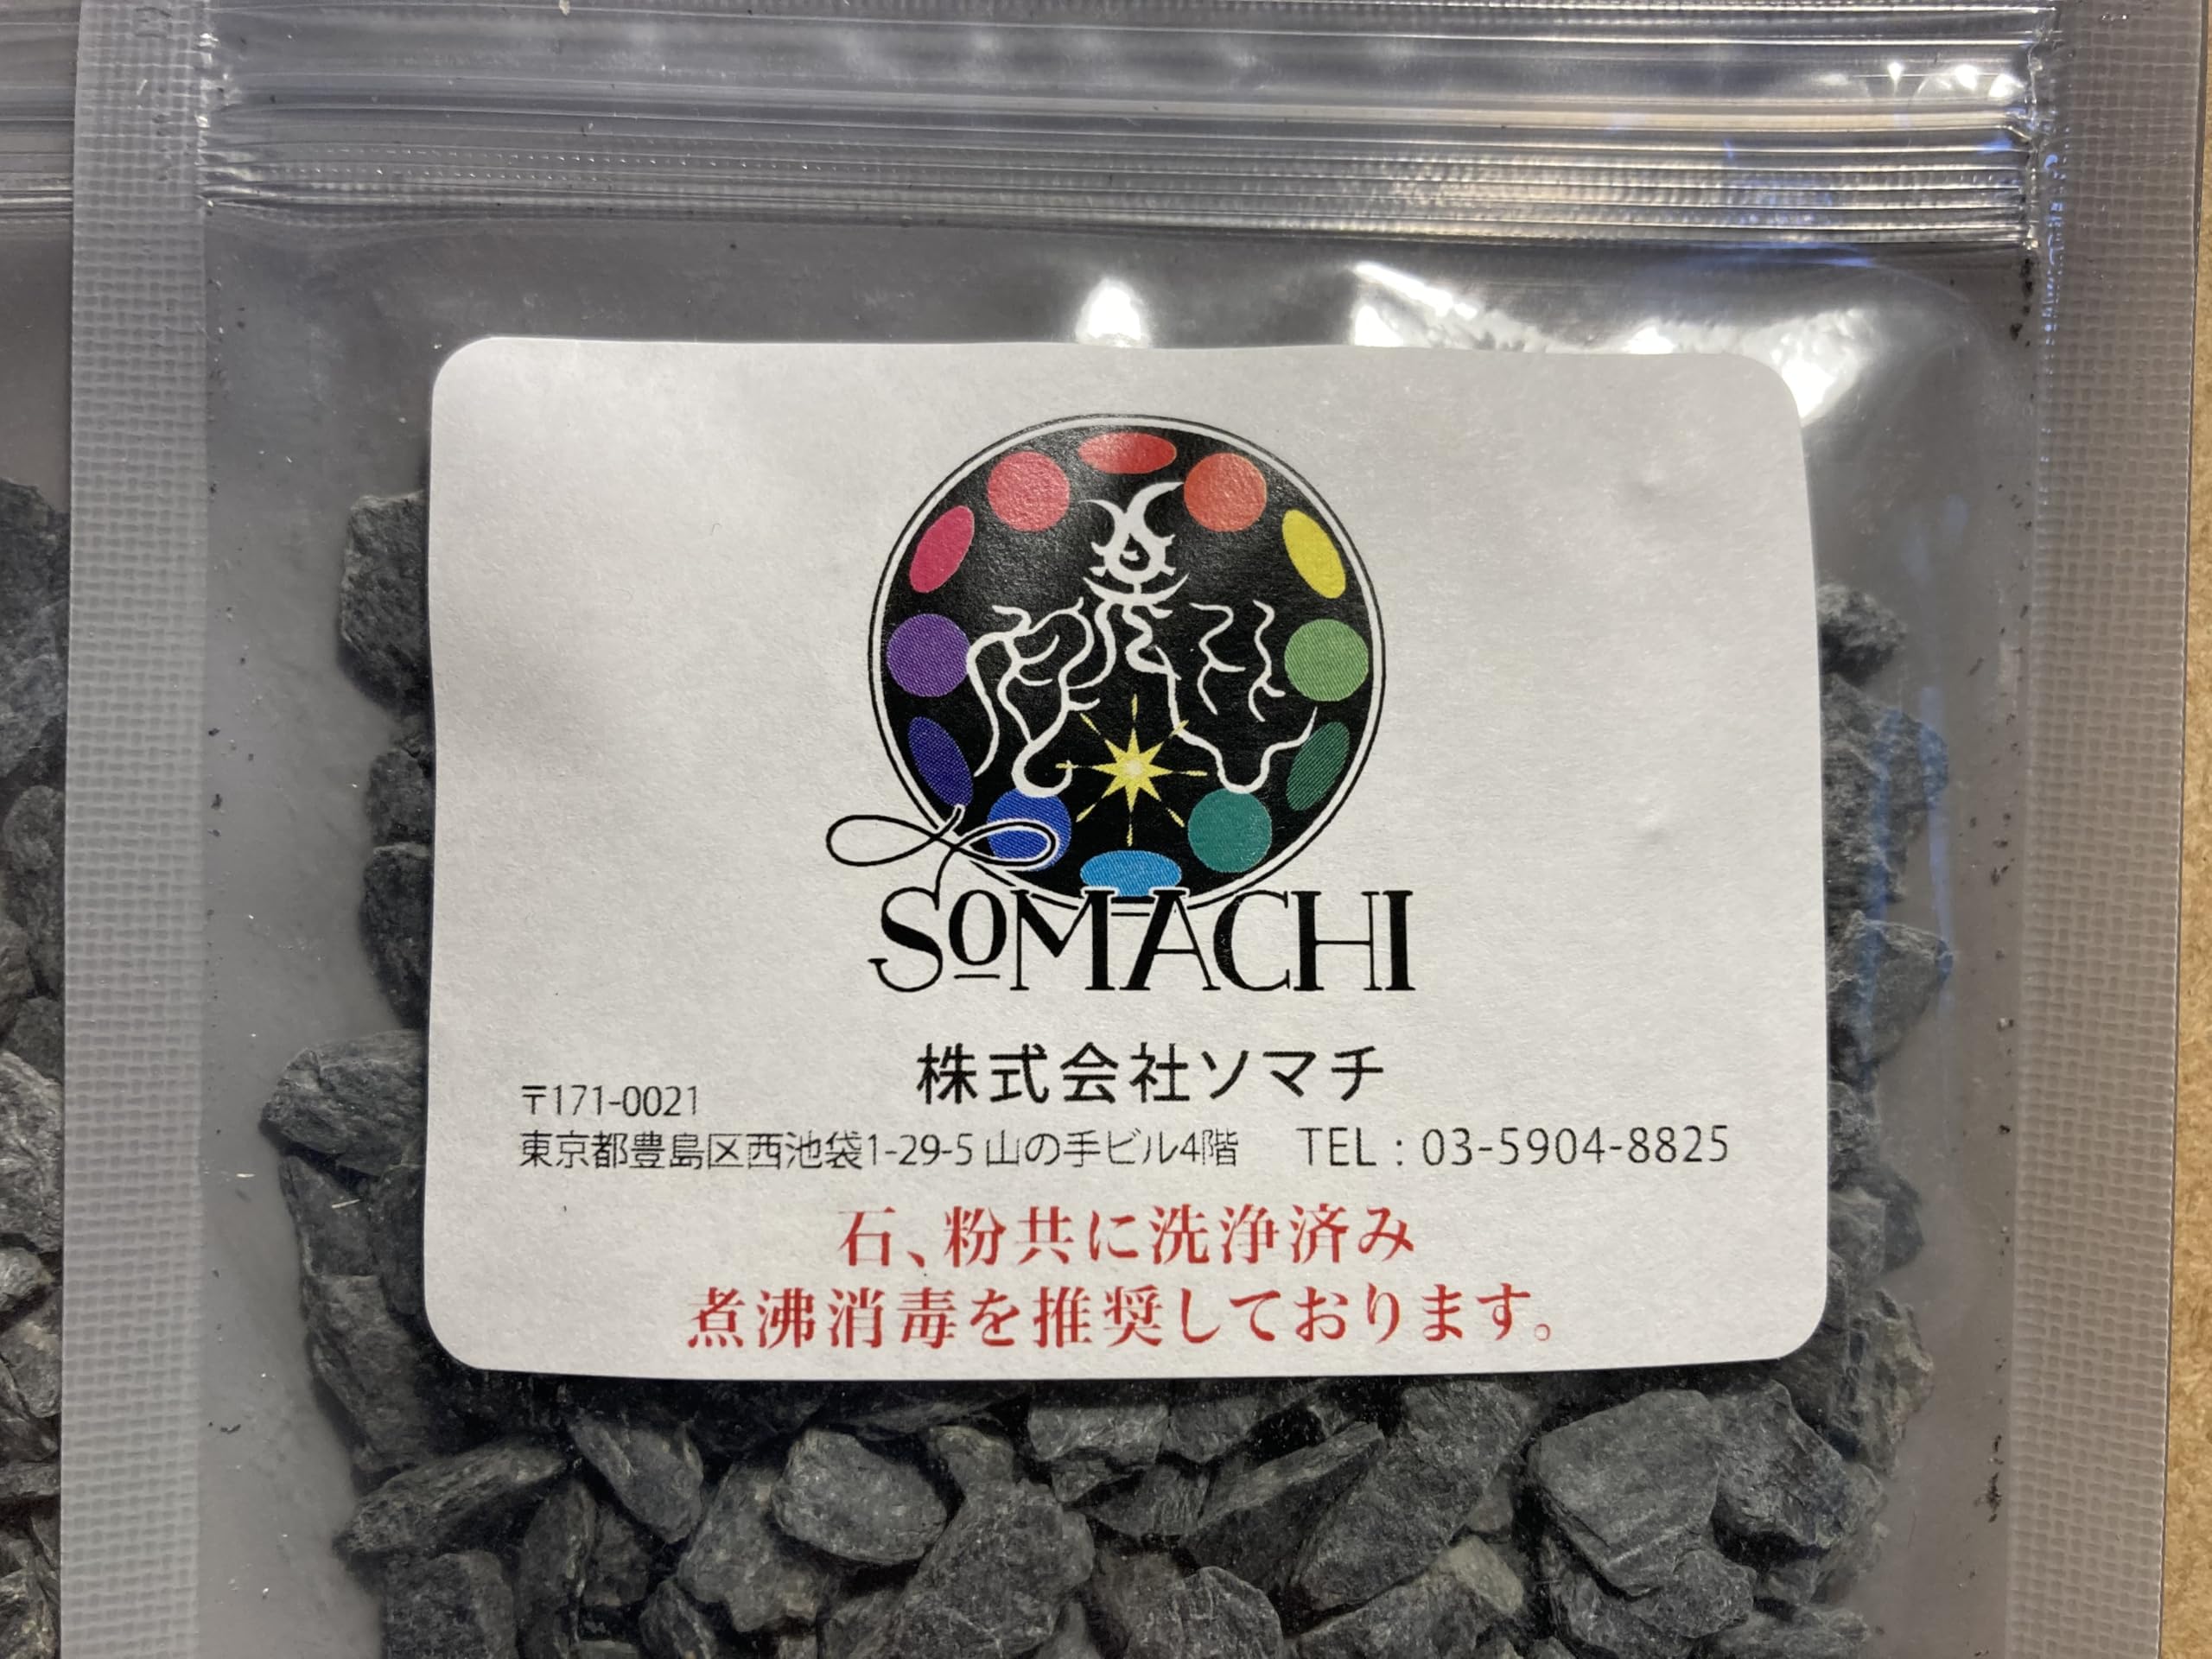 SOMACHI
株式会社ソマチ
〒171-0021
東京都豊島区西池袋1-29-5 山の手ビル4階 TEL : 03-5904-8825
石、粉共に洗浄済み
煮沸消毒を推奨しております。